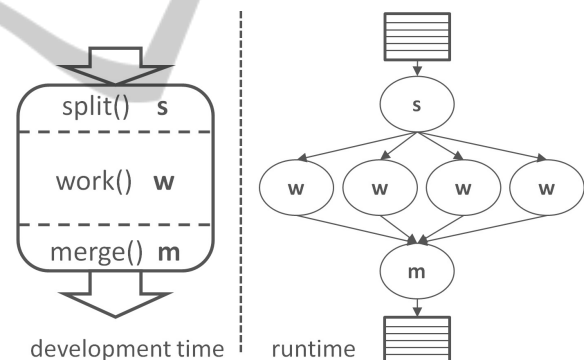 split() s
work() w
merge() m
development time
s
w w w w
m
runtime